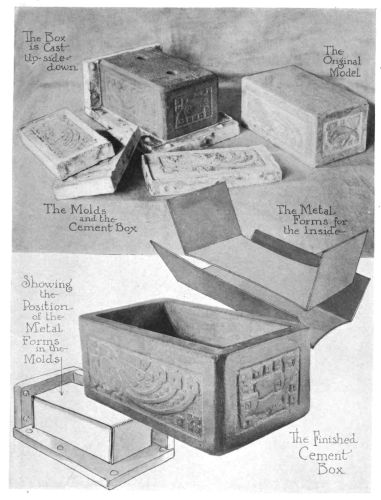 The Box
is Cast
Up-side-
down
The
Original
Model
The Molds
and the
Cement Box
The Metal
Forms for
the Inside
Showing
the
Position
of the
Metal
Forms
in the
Molds
The Finished
Cement
Box